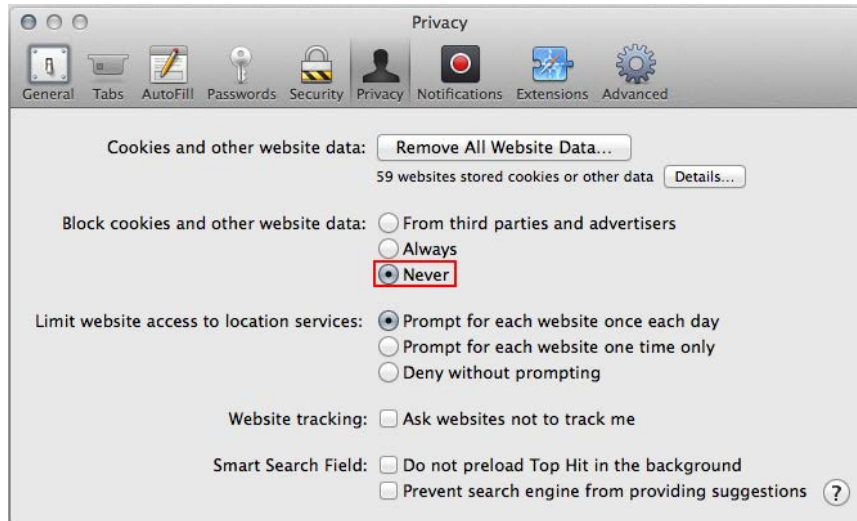 Privacy
General Tabs AutoFill Passwords Security Privacy Notifications Extensions Advanced
Cookies and other website data: Remove All Website Data...
59 websites stored cookies or other data Details...
Block cookies and other website data: From third parties and advertisers
Always
Never
Limit website access to location services: Prompt for each website once each day
Prompt for each website one time only
Deny without prompting
Website tracking: Ask websites not to track me
Smart Search Field: Do not preload Top Hit in the background
Prevent search engine from providing suggestions ?